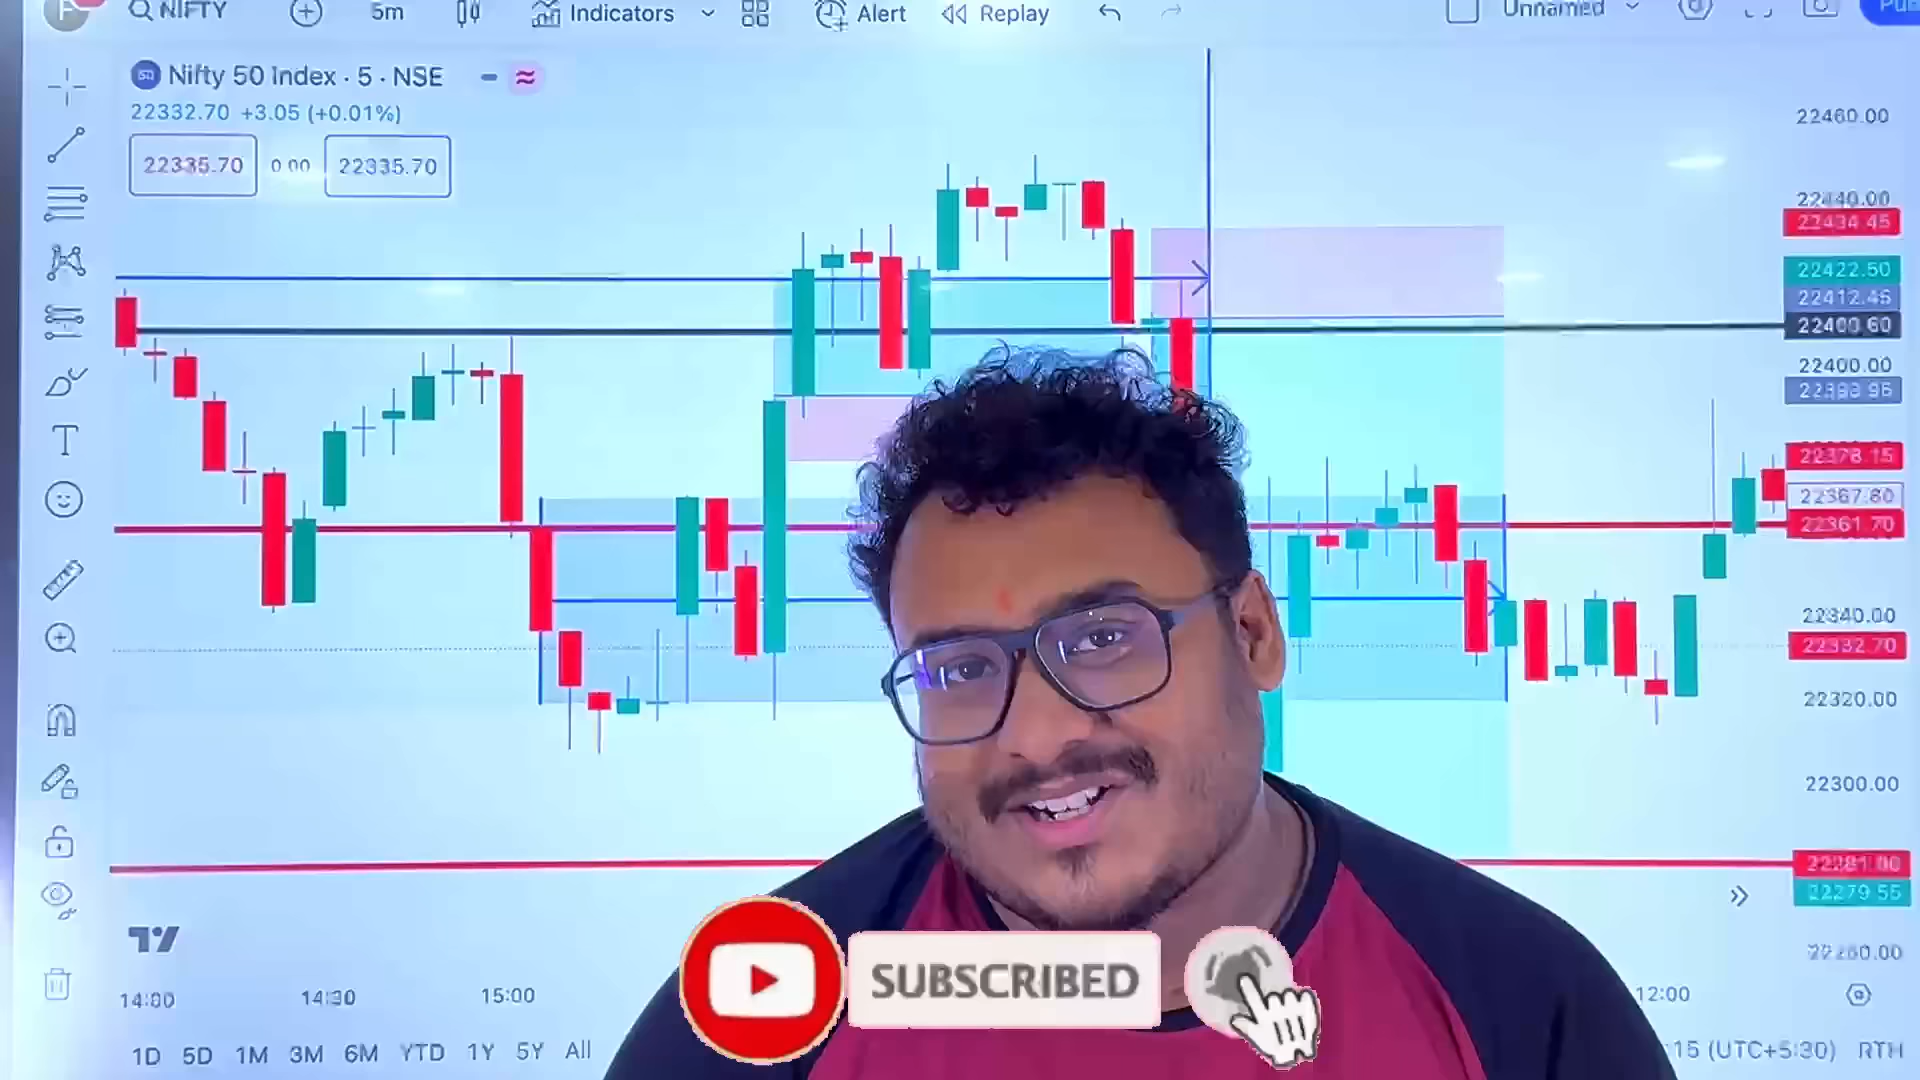 NIFTY
5m
Indicators
Alert
Replay
Unnamed
Nifty 50 Index · 5 · NSE
22332.70 +3.05 (+0.01%)
22335.70 0.00 22335.70
22460.00
22440.00
22434.45
22422.50
22412.45
22400.60
22400.00
22378.15
22367.80
22361.70
22340.00
22332.70
22320.00
22300.00
22281.00
22279.55
14:00
14:30
15:00
12:00
SUBSCRIBED
1D 5D 1M 3M 6M YTD 1Y 5Y All
15 (UTC+5:30) RTH